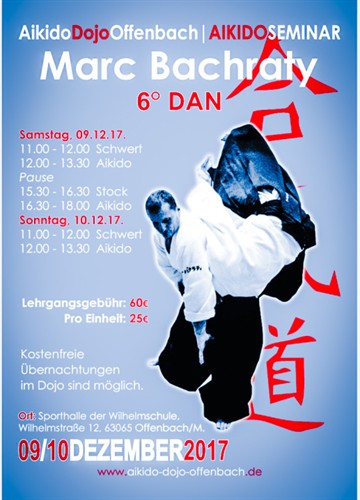 AikidoDojoOffenbach|AIKIDOSEMINAR
Marc Bachraty
6° DAN
合気道
Samstag, 09.12.17.
11.00 - 12.00 Schwert
12.00 - 13.30 Aikido
Pause
15.30 - 16.30 Stock
16.30 - 18.00 Aikido
Sonntag, 10.12.17.
11.00 - 12.00 Schwert
12.00 - 13.30 Aikido
Lehrgangsgebühr: 60€
Pro Einheit: 25€
Kostenfreie
Übernachtungen
im Dojo sind möglich.
Ort: Sporthalle der Wilhelmschule,
Wilhelmstraße 12, 63065 Offenbach/M.
09/10DEZEMBER2017
www.aikido-dojo-offenbach.de